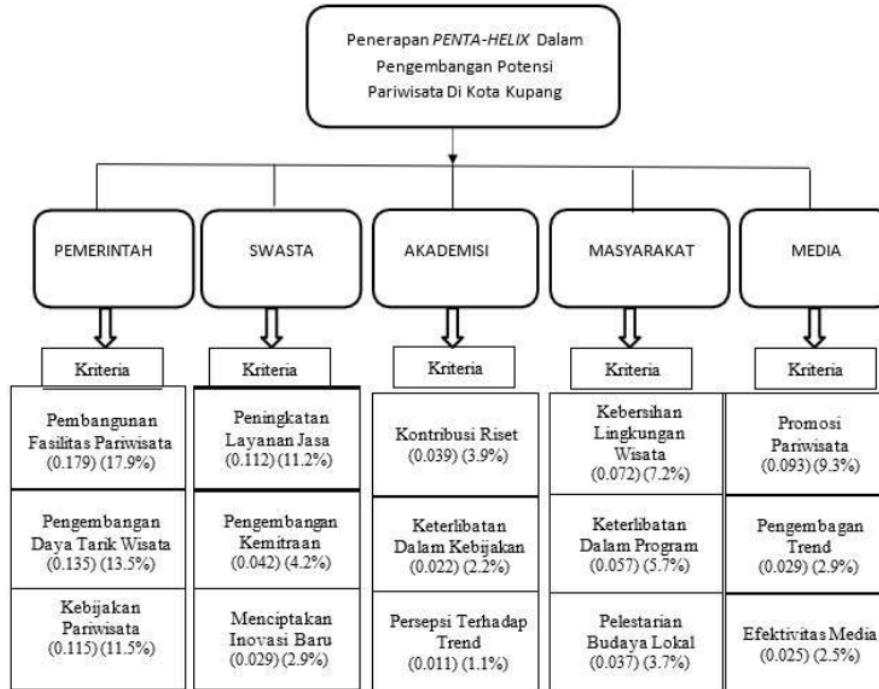 Penerapan PENTA-HELIX Dalam
Pengembangan Potensi
Pariwisata Di Kota Kupang
PEMERINTAH
SWASTA
AKADEMISI
MASYARAKAT
MEDIA
Kriteria
Kriteria
Kriteria
Kriteria
Kriteria
Pembangunan
Fasilitas Pariwisata
(0.179) (17.9%)
Pengembangan
Daya Tarik Wisata
(0.135) (13.5%)
Kebijakan
Pariwisata
(0.115) (11.5%)
Peningkatan
Layanan Jasa
(0.112) (11.2%)
Pengembangan
Kemitraan
(0.042) (4.2%)
Menciptakan
Inovasi Baru
(0.029) (2.9%)
Kontribusi Riset
(0.039) (3.9%)
Keterlibatan
Dalam Kebijakan
(0.022) (2.2%)
Persepsi Terhadap
Trend
(0.011) (1.1%)
Kebersihan
Lingkungan
Wisata
(0.072) (7.2%)
Keterlibatan
Dalam Program
(0.057) (5.7%)
Pelestarian
Budaya Lokal
(0.037) (3.7%)
Promosi
Pariwisata
(0.093) (9.3%)
Pengembagan
Trend
(0.029) (2.9%)
Efektivitas Media
(0.025) (2.5%)